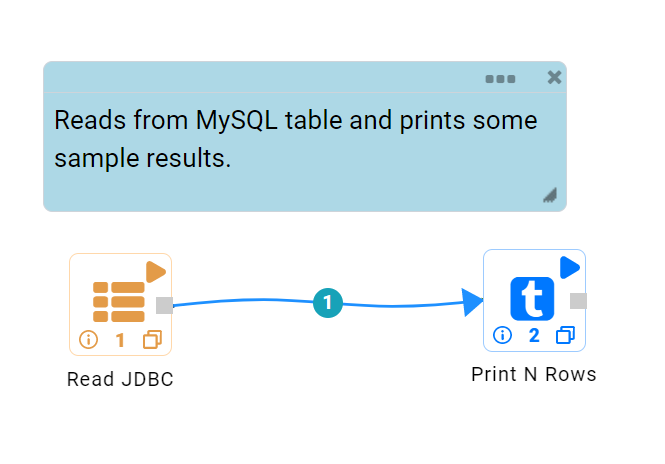 Reads from MySQL table and prints some
sample results.
1
t
1
2
Read JDBC
Print N Rows